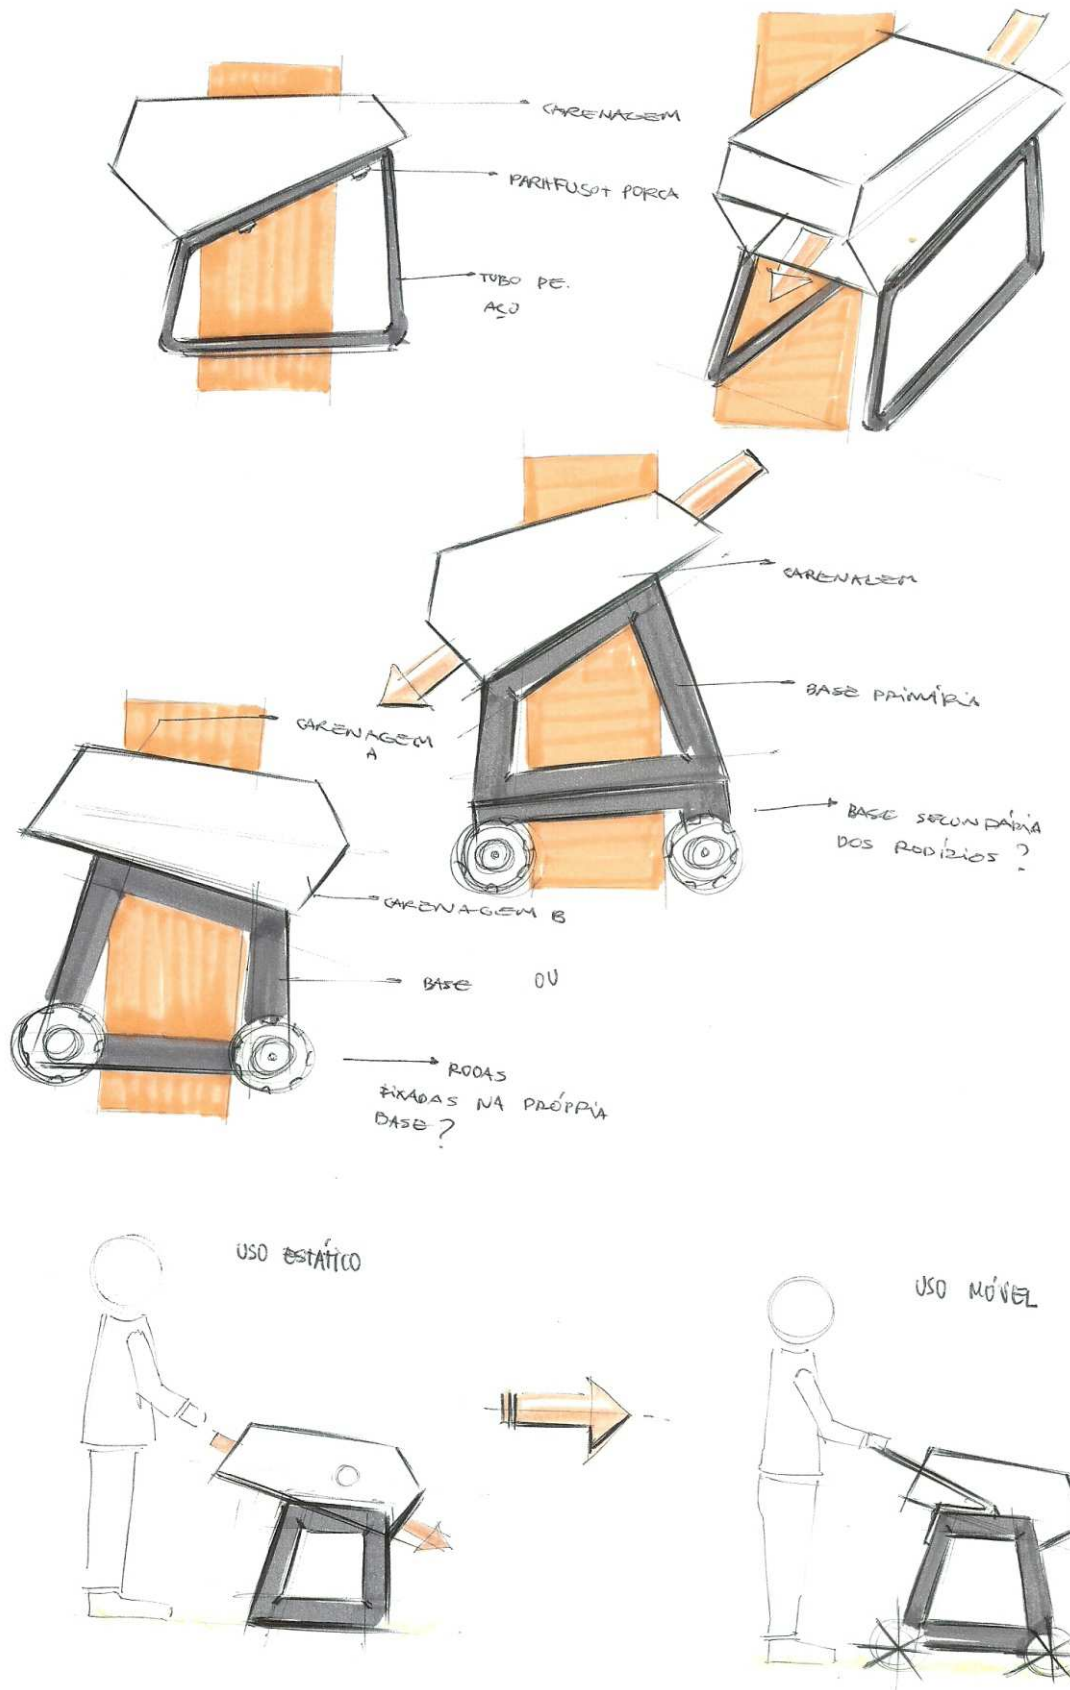 CARENAGEM
PARAFUSO+ PORCA
TUBO DE.
AÇO
CARENAGEM
BASE PRIMÁRIA
CARENAGEM
A
BASE SECUNDÁRIA
DOS RODÍZIOS ?
CARENAGEM B
BASE OU
RODAS
FIXADAS NA PRÓPRIA
BASE ?
USO ESTÁTICO
USO MÓVEL